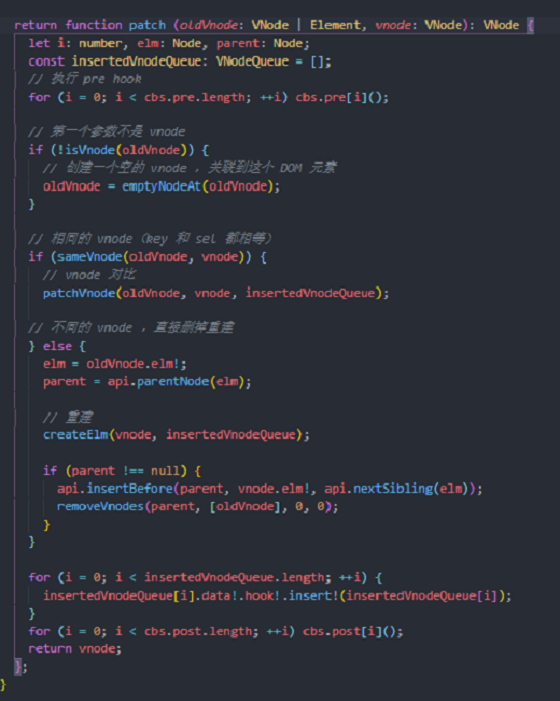 return function patch (oldVnode: VNode | Element, vnode: VNode): VNode {
let i: number, elm: Node, parent: Node;
const insertedVnodeQueue: VNodeQueue = [];
// 执行 pre hook
for (i = 0; i < cbs.pre.length; ++i) cbs.pre[i]();
// 第一个参数不是 vnode
if (!isVnode(oldVnode)) {
// 创建一个空的 vnode ，关联到这个 DOM 元素
oldVnode = emptyNodeAt(oldVnode);
}
// 相同的 vnode（key 和 sel 都相等）
if (sameVnode(oldVnode, vnode)) {
// vnode 对比
patchVnode(oldVnode, vnode, insertedVnodeQueue);
// 不同的 vnode ，直接删掉重建
} else {
elm = oldVnode.elm!;
parent = api.parentNode(elm);
// 重建
createElm(vnode, insertedVnodeQueue);
if (parent !== null) {
api.insertBefore(parent, vnode.elm!, api.nextSibling(elm));
removeVnodes(parent, [oldVnode], 0, 0);
}
}
for (i = 0; i < insertedVnodeQueue.length; ++i) {
insertedVnodeQueue[i].data!.hook!.insert!(insertedVnodeQueue[i]);
}
for (i = 0; i < cbs.post.length; ++i) cbs.post[i]();
return vnode;
};
}